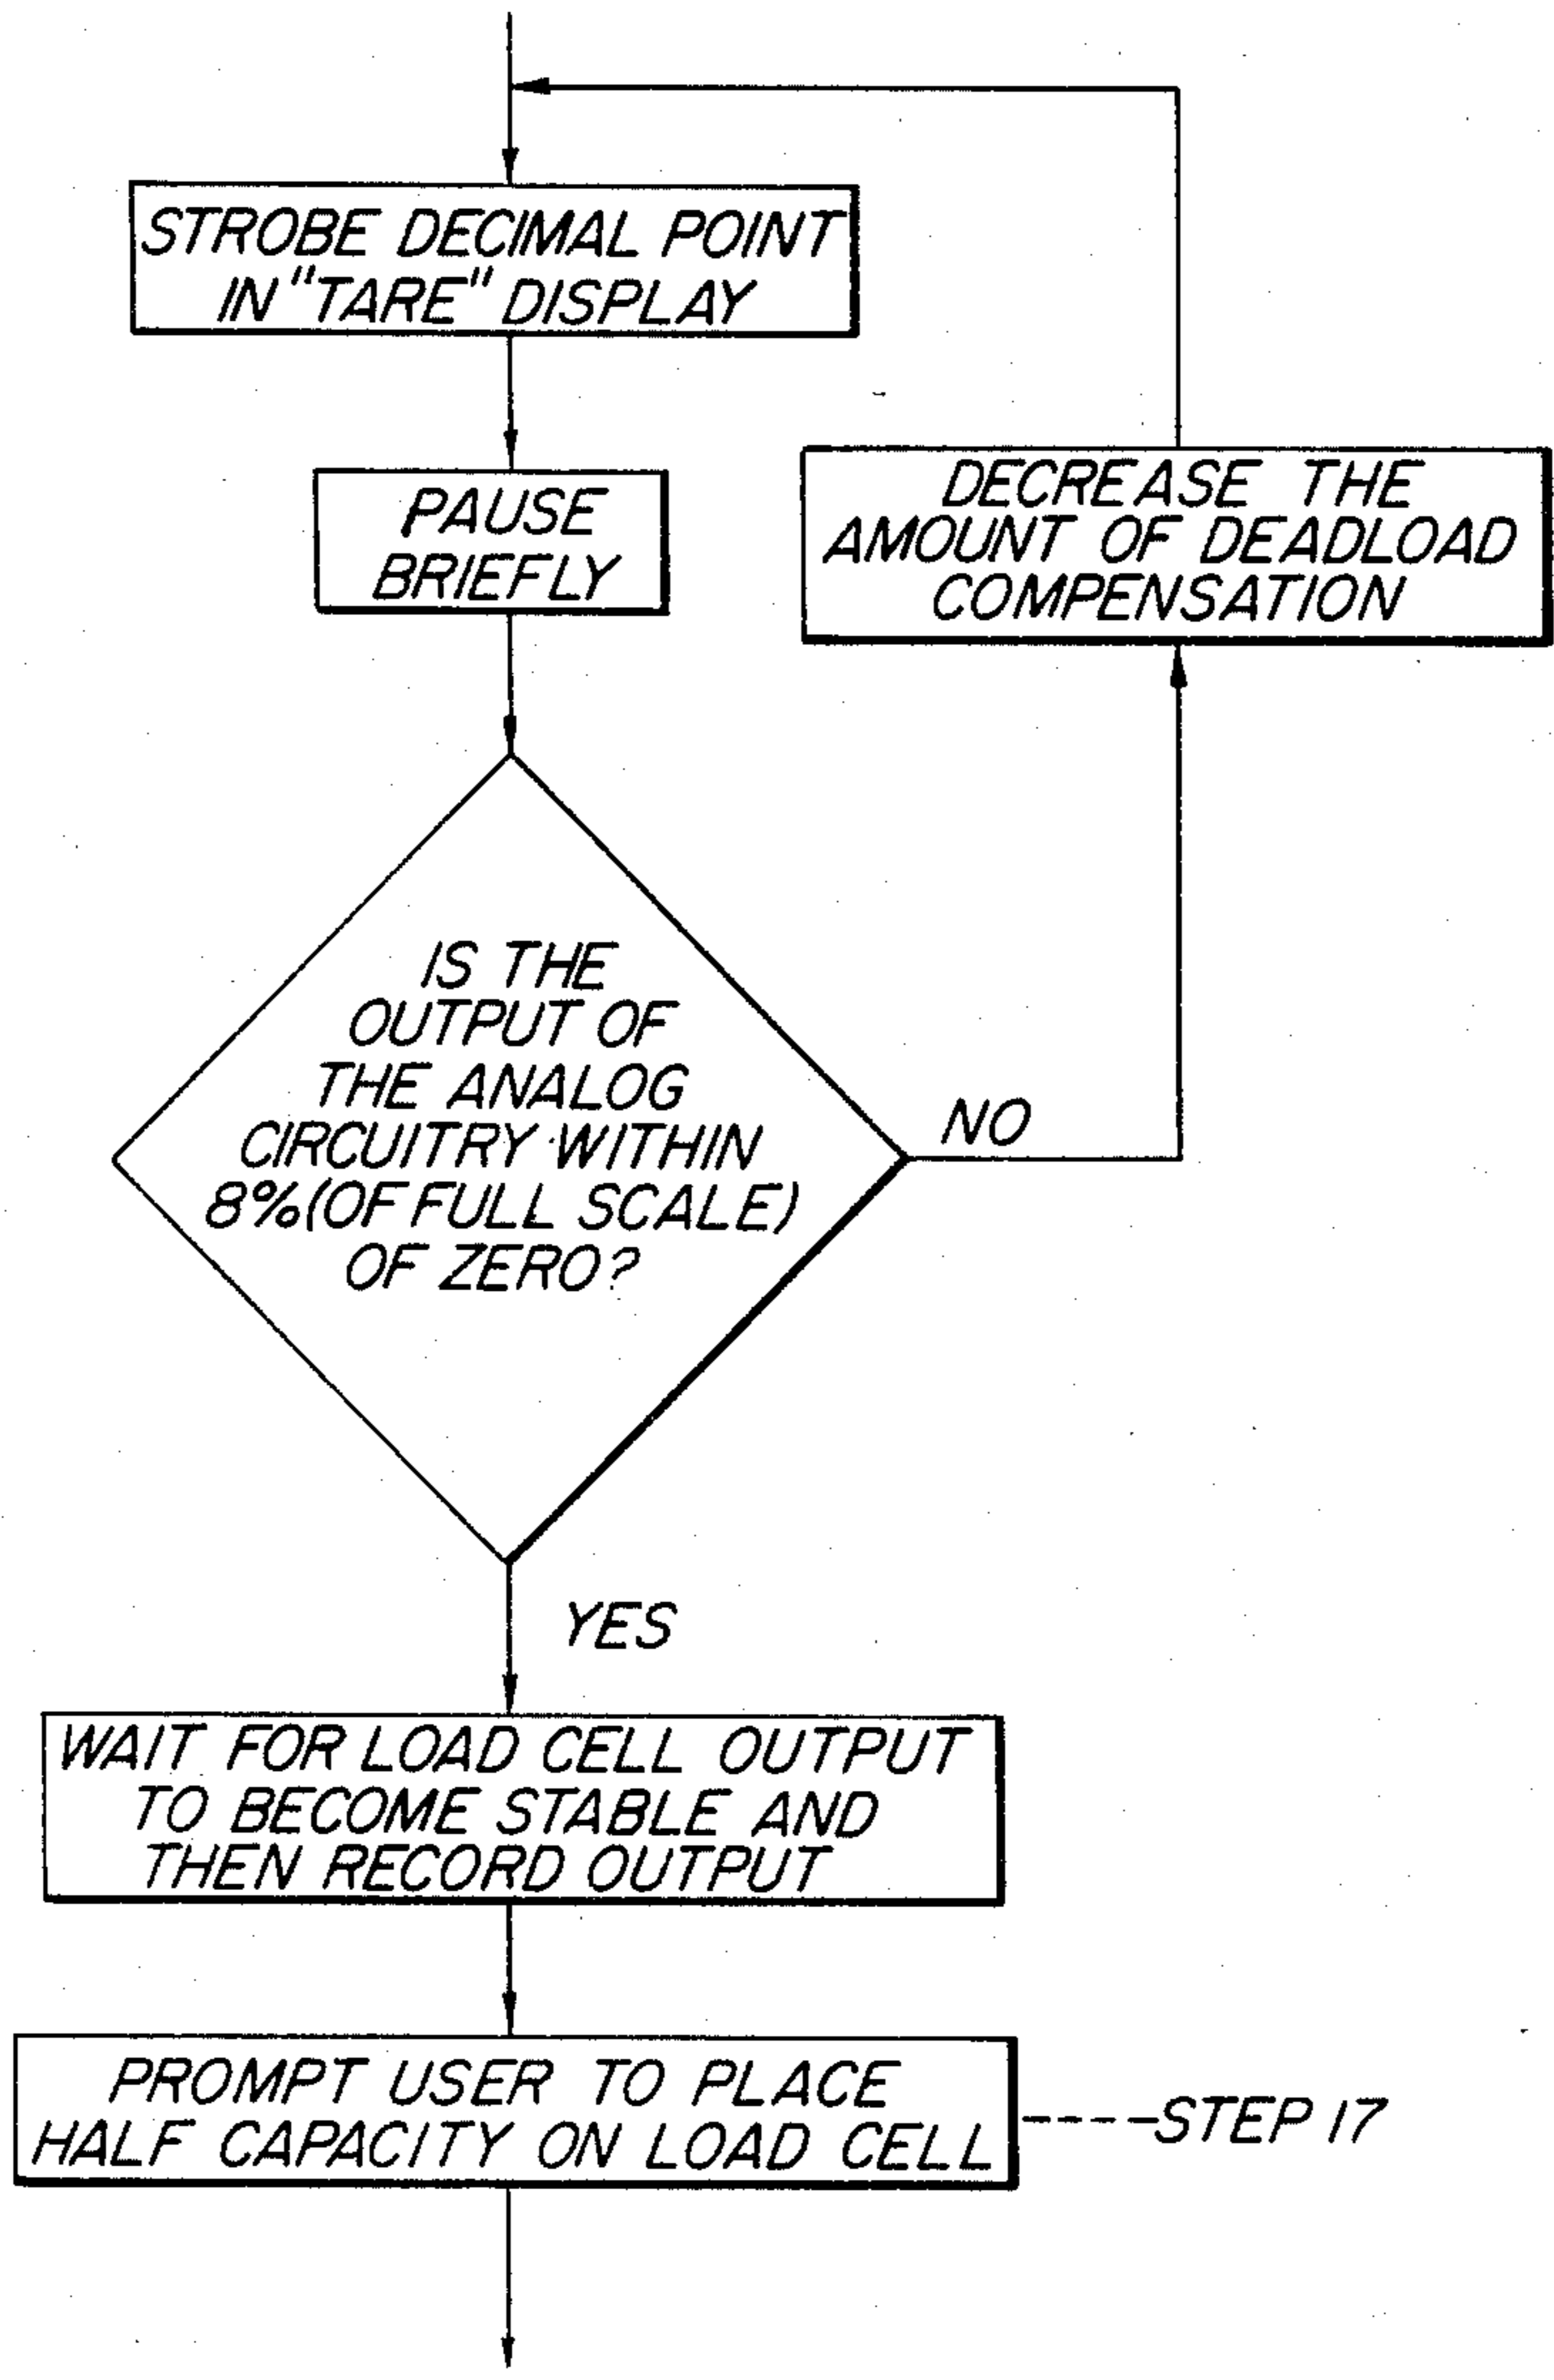 STROBE DECIMAL POINT
IN "TARE" DISPLAY
PAUSE
BRIEFLY
DECREASE THE
AMOUNT OF DEADLOAD
COMPENSATION
IS THE
OUTPUT OF
THE ANALOG
CIRCUITRY WITHIN
8% (OF FULL SCALE)
OF ZERO?
NO
YES
WAIT FOR LOAD CELL OUTPUT
TO BECOME STABLE AND
THEN RECORD OUTPUT
PROMPT USER TO PLACE
HALF CAPACITY ON LOAD CELL
STEP 17